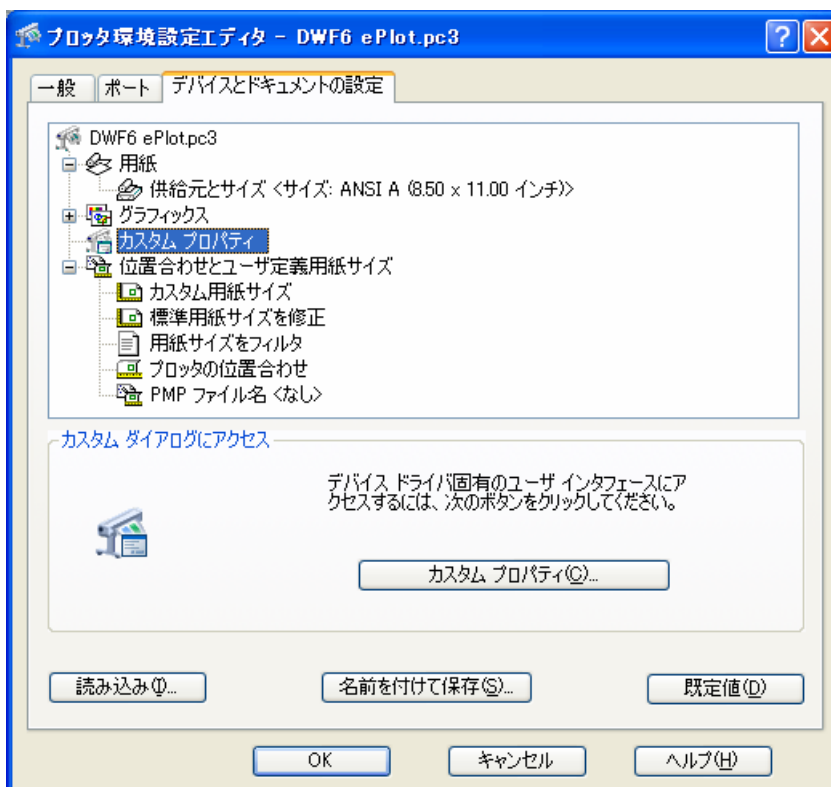 プロッタ環境設定エディタ - DWF6 ePlot.pc3
一般 ポート デバイスとドキュメントの設定
DWF6 ePlot.pc3
用紙
供給元とサイズ <サイズ: ANSI A (8.50 x 11.00 インチ)>
グラフィックス
カスタム プロパティ
位置合わせとユーザ定義用紙サイズ
カスタム用紙サイズ
標準用紙サイズを修正
用紙サイズをフィルタ
プロッタの位置合わせ
PMP ファイル名 <なし>
カスタム ダイアログにアクセス
デバイス ドライバ固有のユーザ インタフェースにア
クセスするには、次のボタンをクリックしてください。
カスタム プロパティ(C)...
読み込み(I)... 名前を付けて保存(S)... 既定値(D)
OK キャンセル ヘルプ(H)